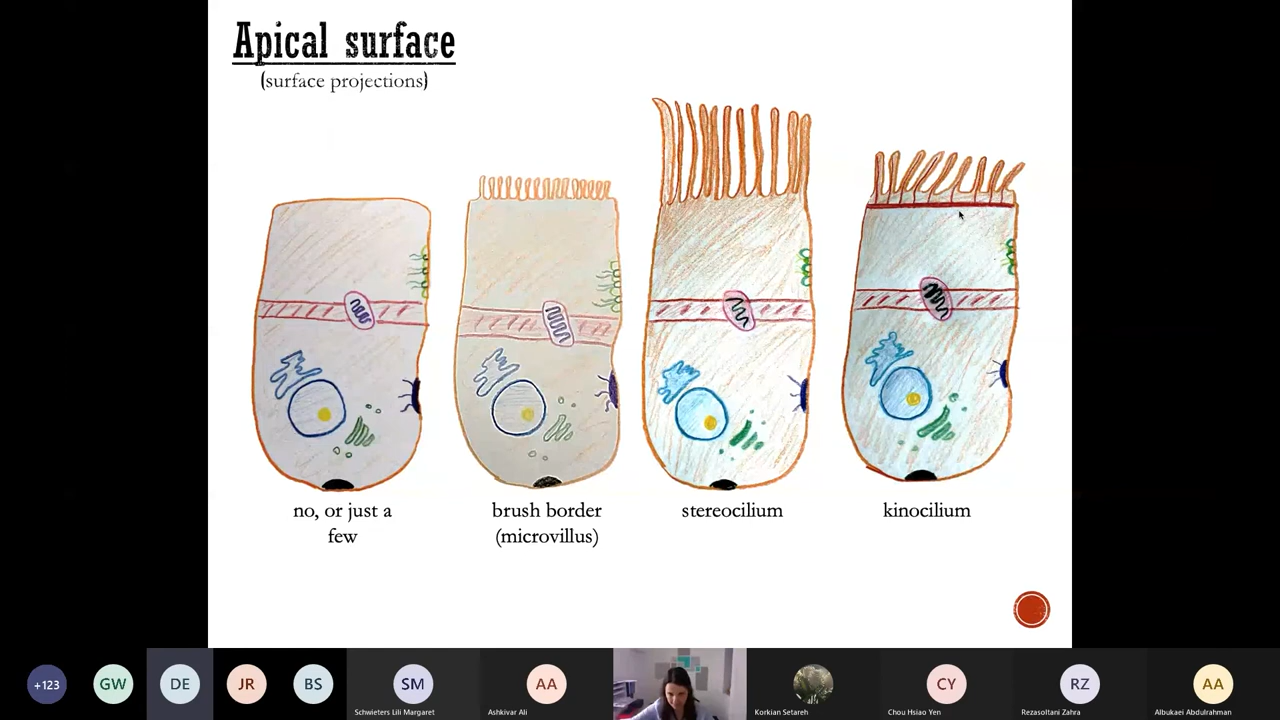 Apical surface
(surface projections)
no, or just a
few
brush border
(microvillus)
stereocilium
kinocilium
+123
GW
DE
JR
BS
SM
AA
CY
RZ
AA
Schwieters Lili Margaret
Ashkivar Ali
Korkian Setareh
Chou Hsiao Yen
Rezasoltani Zahra
Albukaei Abdulrahman